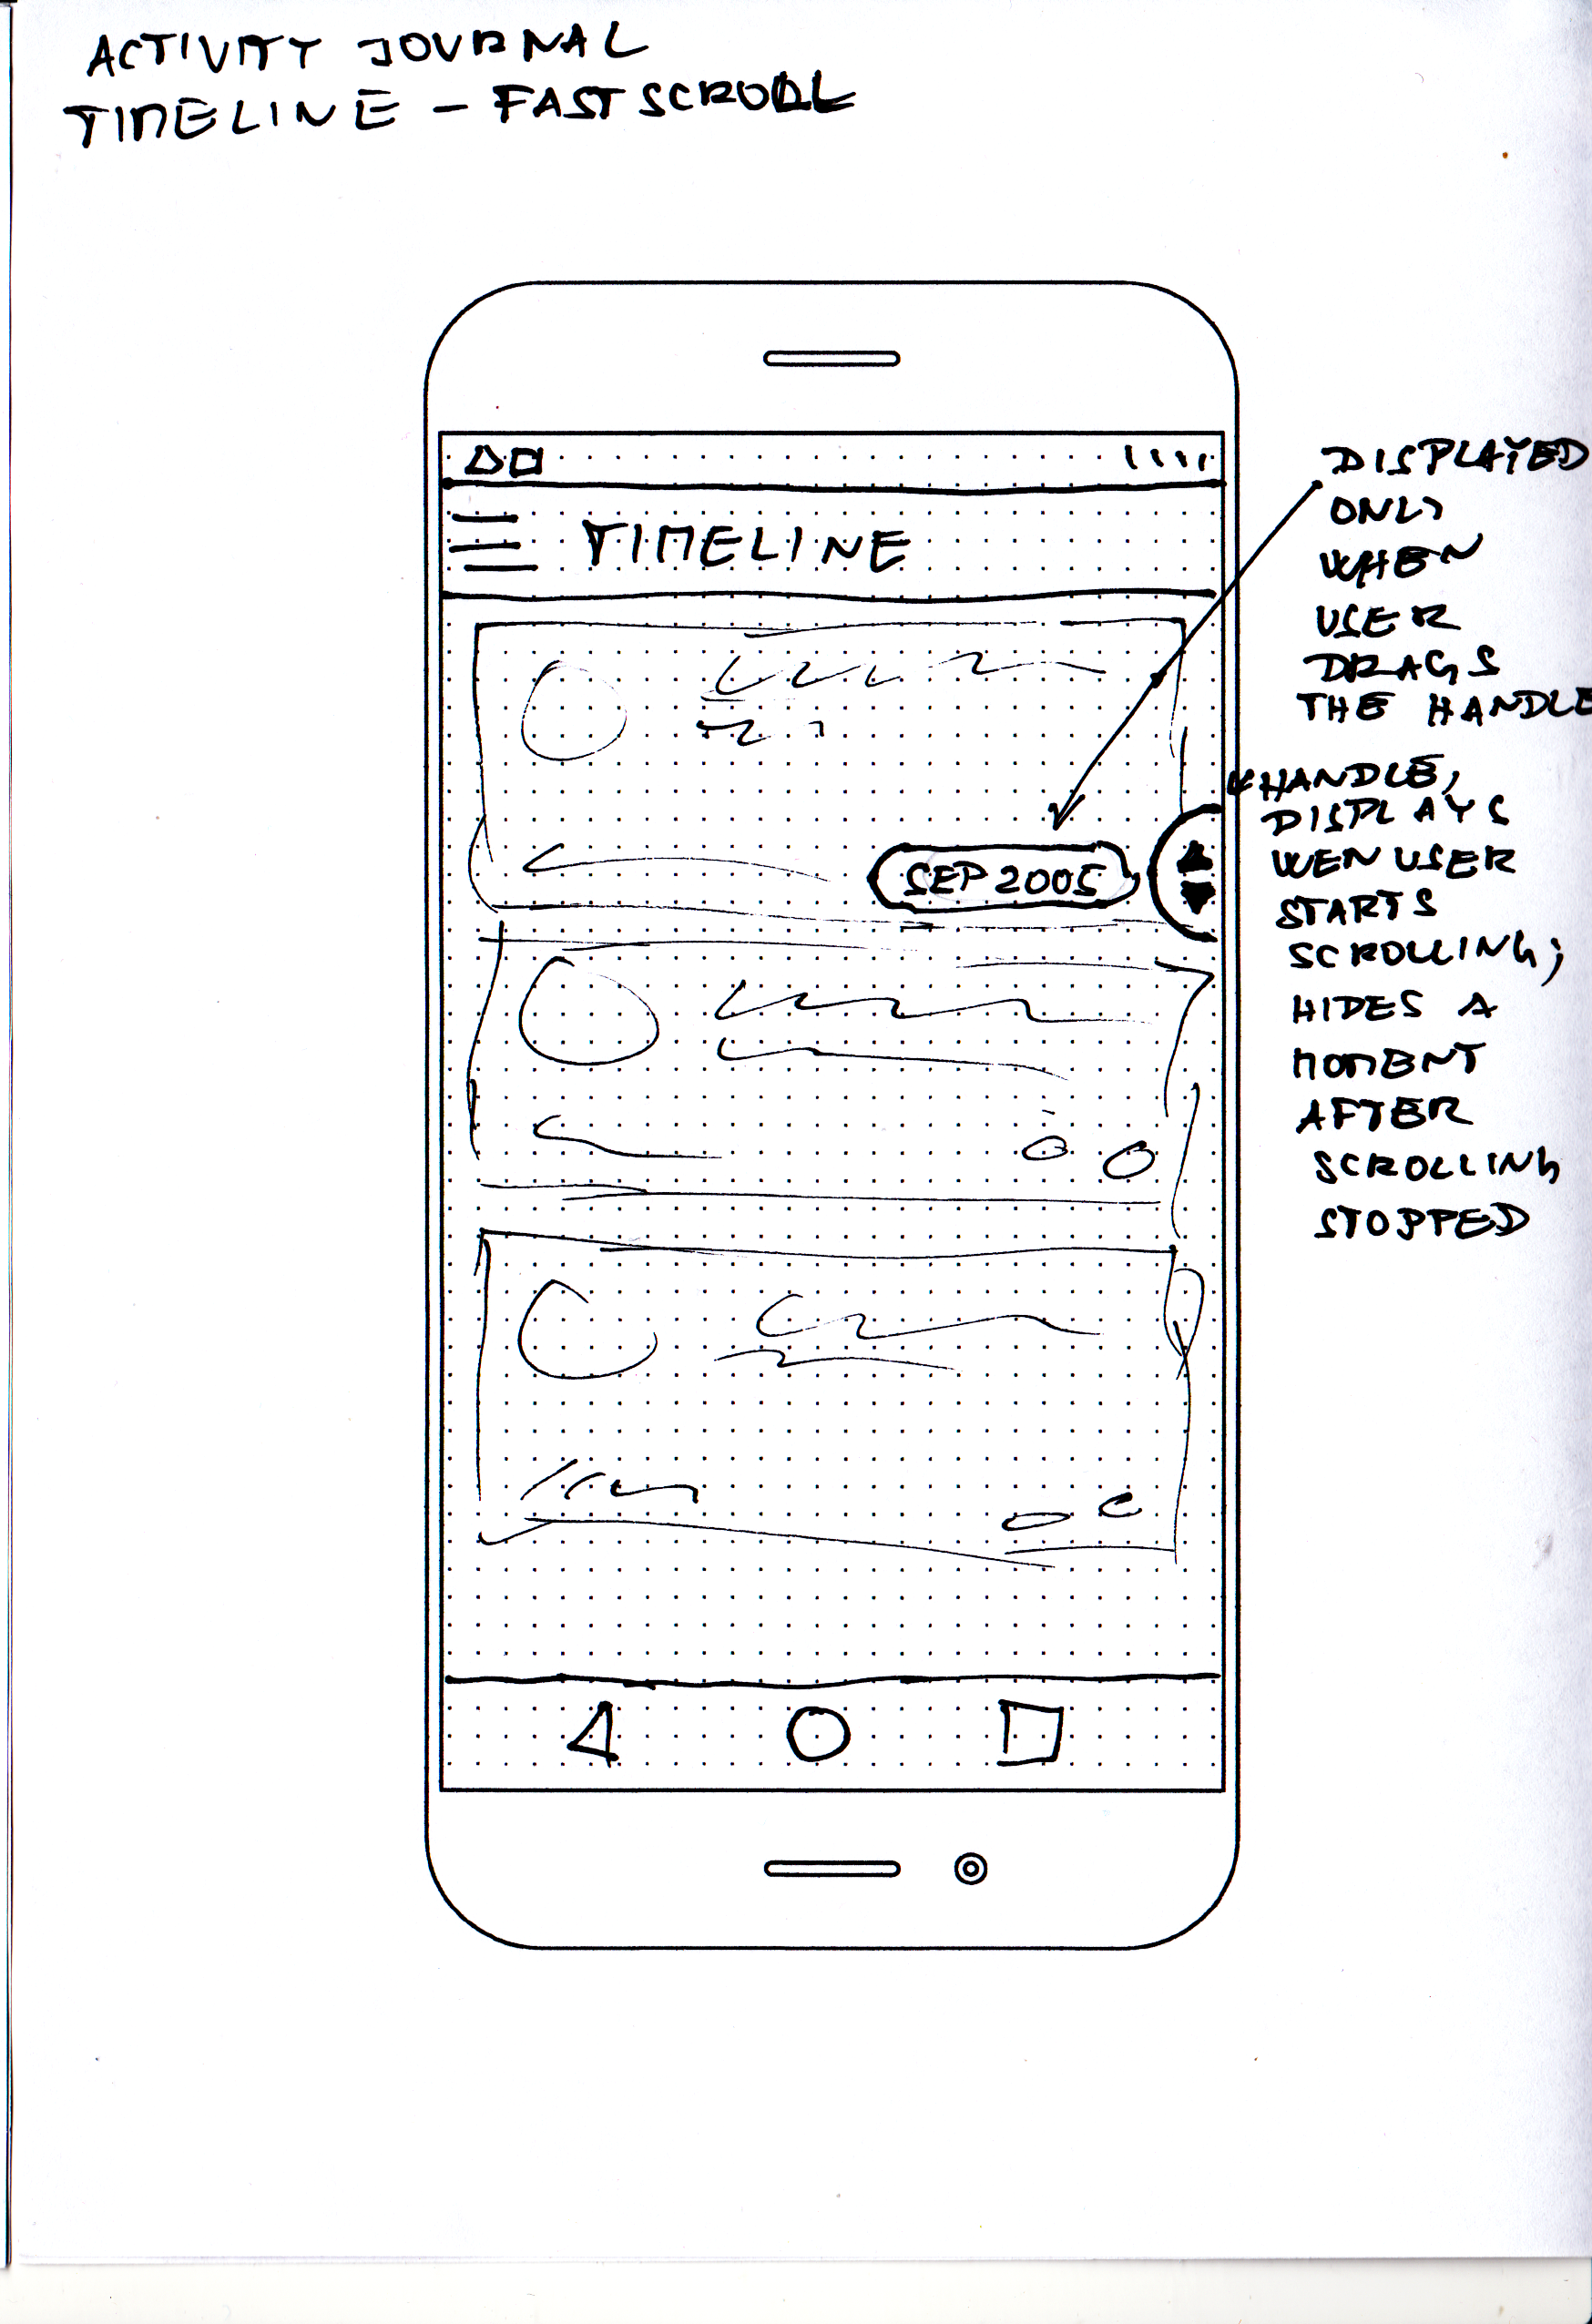 ACTIVITY JOURNAL
TIMELINE - FAST SCROLL
TIMELINE
SEP 2005
DISPLAYED
ONLY
WHEN
USER
DRAGS
THE HANDLE
HANDLE,
DISPLAYS
WEN USER
STARTS
SCROLLING;
HIDES A
MOMENT
AFTER
SCROLLING
STOPPED